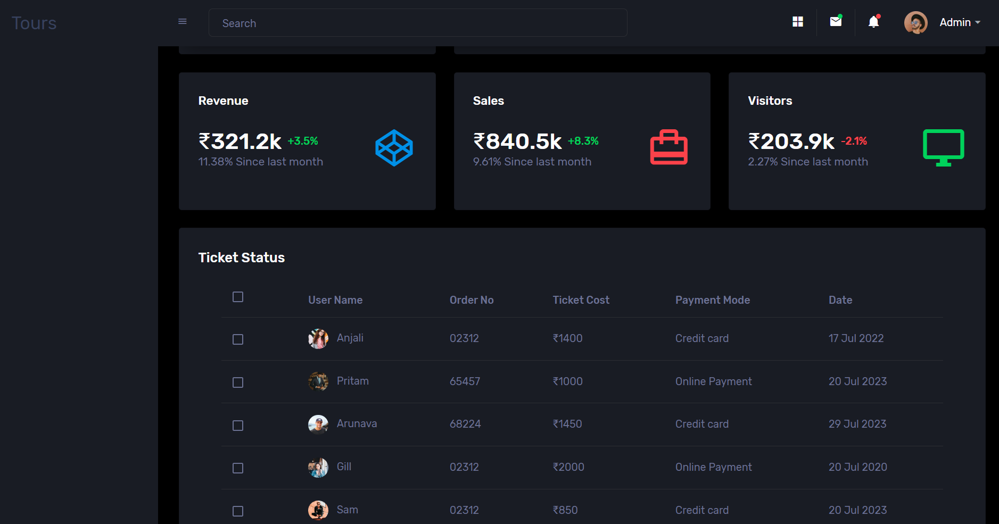 Tours
Search
Admin
Revenue
₹321.2k +3.5%
11.38% Since last month
Sales
₹840.5k +8.3%
9.61% Since last month
Visitors
₹203.9k -2.1%
2.27% Since last month
Ticket Status
User Name Order No Ticket Cost Payment Mode Date
Anjali 02312 ₹1400 Credit card 17 Jul 2022
Pritam 65457 ₹1000 Online Payment 20 Jul 2023
Arunava 68224 ₹1450 Credit card 29 Jul 2023
Gill 02312 ₹2000 Online Payment 20 Jul 2020
Sam 02312 ₹850 Credit card 20 Jul 2023